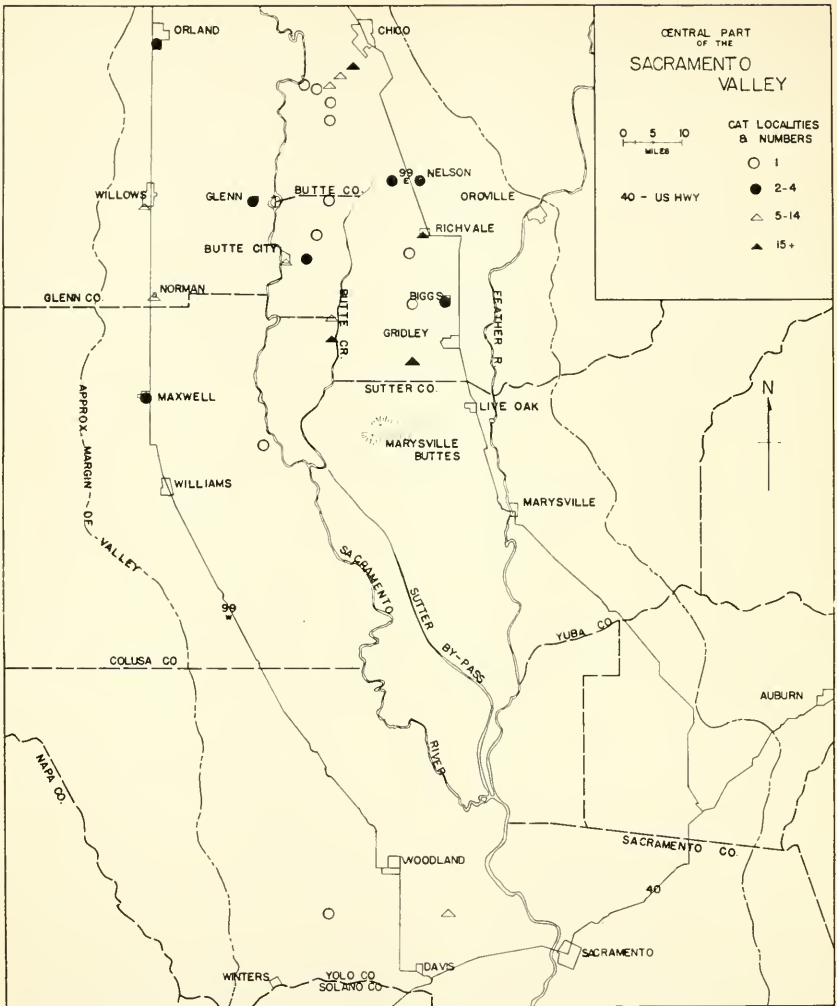 CENTRAL PART
OF THE
SACRAMENTO
VALLEY
0 5 10
MILES
CAT LOCALITIES
& NUMBERS
1
40 - US HWY
2-4
5-14
15+
ORLAND
CHICO
WILLOWS
GLENN
BUTTE CO.
99
E
NELSON
OROVILLE
BUTTE CITY
RICHVALE
NORMAN
GLENN CO.
BUTTE CR.
BIGGS
FEATHER R.
GRIDLEY
SUTTER CO.
MAXWELL
LIVE OAK
N
APPROX. MARGIN OF VALLEY
MARYSVILLE
BUTTES
WILLIAMS
MARYSVILLE
SACRAMENTO
SUTTER
BY-PASS
99
W
YUBA CO.
COLUSA CO
AUBURN
RIVER
NAPA CO.
SACRAMENTO CO.
WOODLAND
40
SACRAMENTO
DAVIS
WINTERS
YOLO CO
SOLANO CO